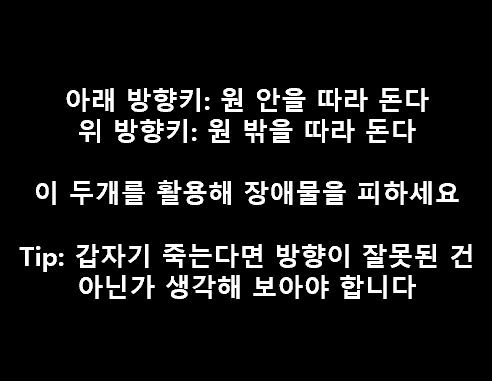 아래 방향키: 원 안을 따라 돈다
위 방향키: 원 밖을 따라 돈다
이 두개를 활용해 장애물을 피하세요
Tip: 갑자기 죽는다면 방향이 잘못된 건
아닌가 생각해 보아야 합니다